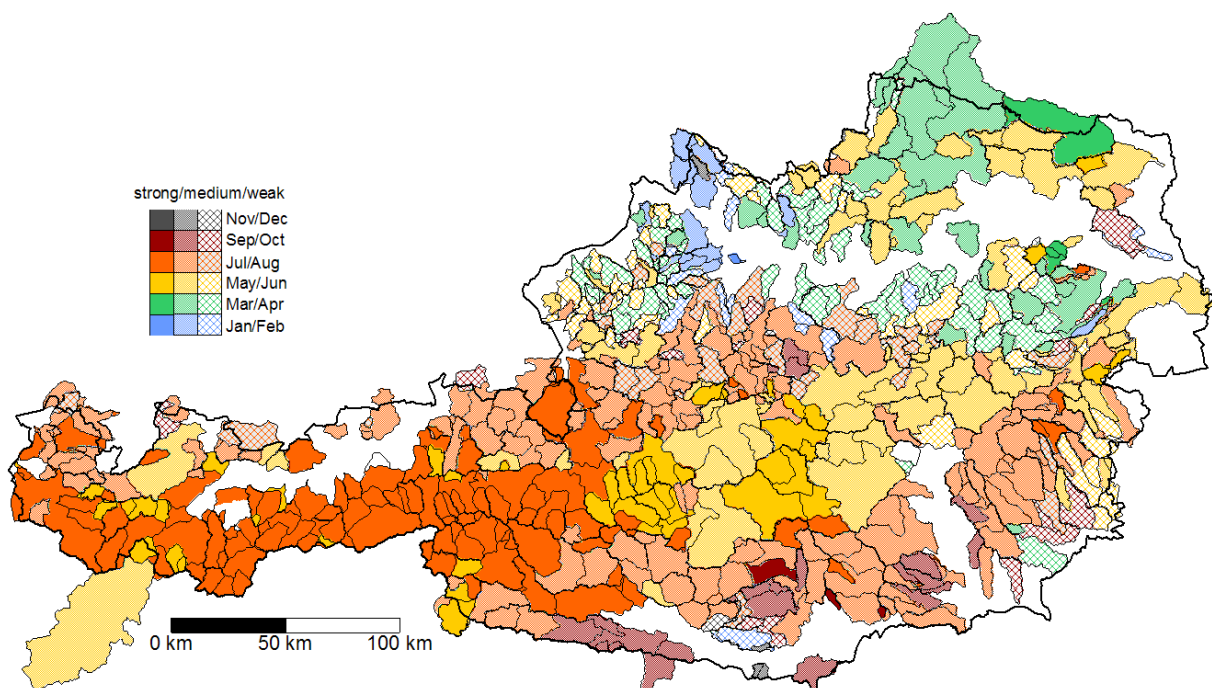 strong/medium/weak
Nov/Dec
Sep/Oct
Jul/Aug
May/Jun
Mar/Apr
Jan/Feb
0 km 50 km 100 km